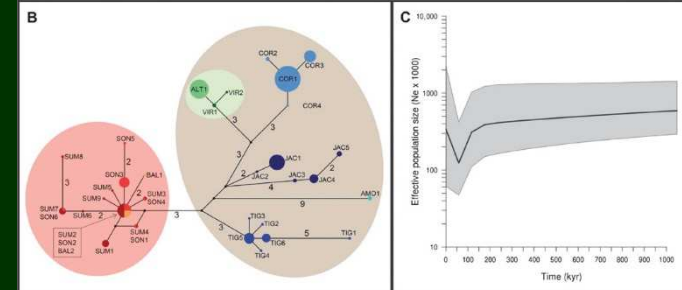 B
COR2
COR3
ALT1
VIR2
COR1
VIR1
COR4
3
3
3
SON5
JAC5
SUM8
2
JAC1
2
SON3
BAL1
2
JAC2
JAC3
JAC4
2
SUM5
4
3
SUM9
SUM3
SON4
AMO1
SUM7
SON6
SUM6
2
3
9
TIG3
SUM2
SON2
BAL2
3
TIG2
SUM4
SON1
TIG5
TIG6
5
TIG1
SUM1
TIG4
C
10,000
1000
100
10
Effective population size (Ne x 1000)
0
100
200
300
400
500
600
700
800
900
1000
Time (kyr)